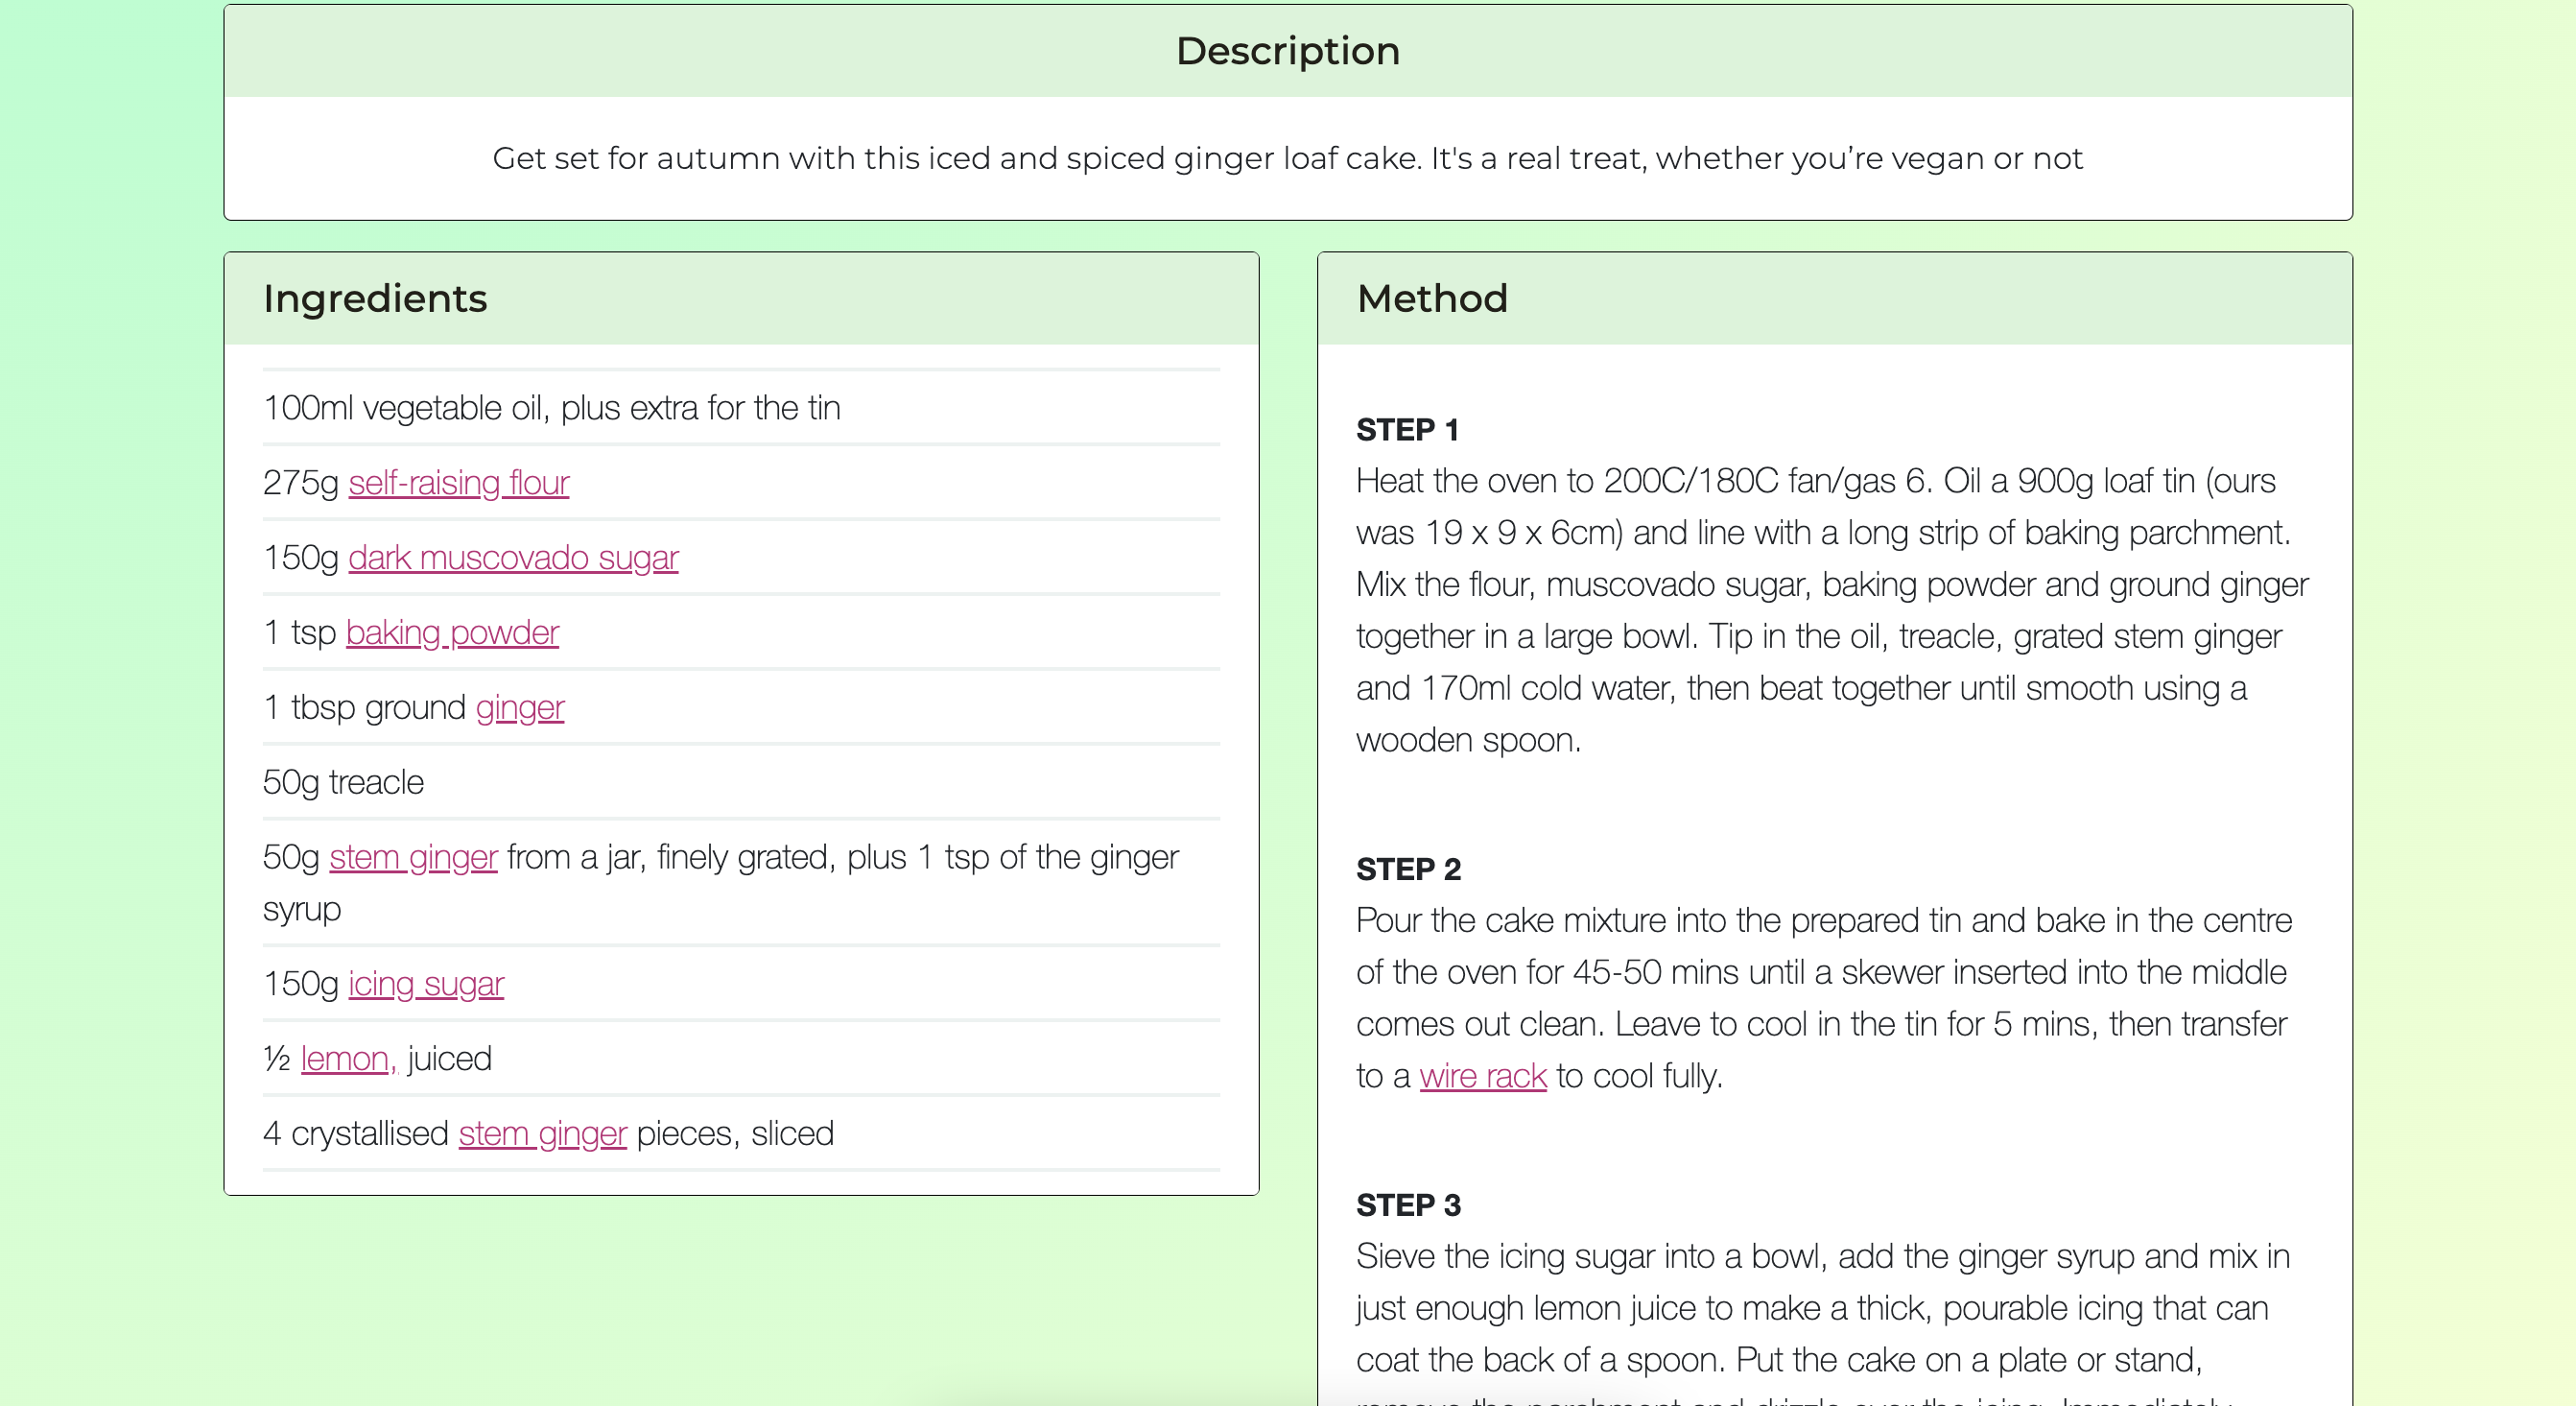 Description
Get set for autumn with this iced and spiced ginger loaf cake. It's a real treat, whether you’re vegan or not
Ingredients
100ml vegetable oil, plus extra for the tin
275g self-raising flour
150g dark muscovado sugar
1 tsp baking powder
1 tbsp ground ginger
50g treacle
50g stem ginger from a jar, finely grated, plus 1 tsp of the ginger
syrup
150g icing sugar
½ lemon, juiced
4 crystallised stem ginger pieces, sliced
Method
STEP 1
Heat the oven to 200C/180C fan/gas 6. Oil a 900g loaf tin (ours
was 19 x 9 x 6cm) and line with a long strip of baking parchment.
Mix the flour, muscovado sugar, baking powder and ground ginger
together in a large bowl. Tip in the oil, treacle, grated stem ginger
and 170ml cold water, then beat together until smooth using a
wooden spoon.
STEP 2
Pour the cake mixture into the prepared tin and bake in the centre
of the oven for 45-50 mins until a skewer inserted into the middle
comes out clean. Leave to cool in the tin for 5 mins, then transfer
to a wire rack to cool fully.
STEP 3
Sieve the icing sugar into a bowl, add the ginger syrup and mix in
just enough lemon juice to make a thick, pourable icing that can
coat the back of a spoon. Put the cake on a plate or stand,
remove the parchment and drizzle over the icing. Immediately